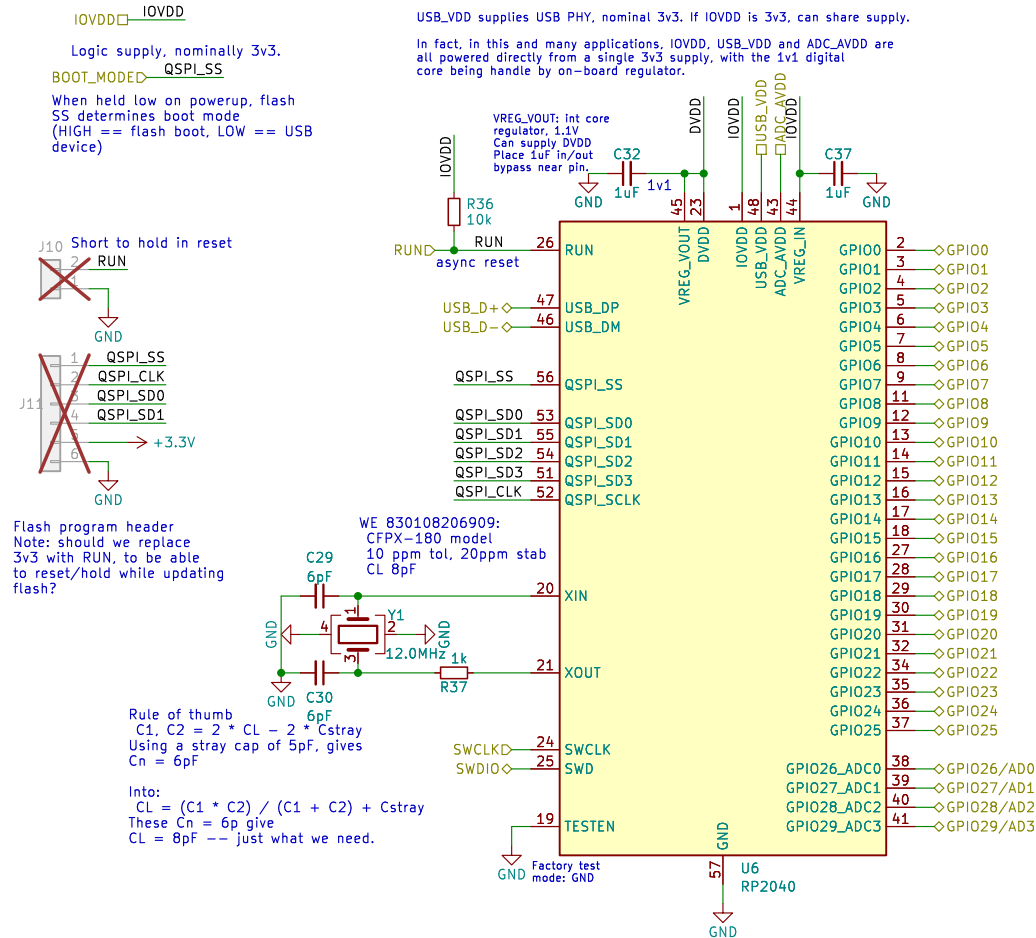 IOVDD
IOVDD
Logic supply, nominally 3v3.
BOOT_MODE
QSPI_SS
When held low on powerup, flash
SS determines boot mode
(HIGH == flash boot, LOW == USB
device)
USB_VDD supplies USB PHY, nominal 3v3. If IOVDD is 3v3, can share supply.
In fact, in this and many applications, IOVDD, USB_VDD and ADC_AVDD are
all powered directly from a single 3v3 supply, with the 1v1 digital
core being handle by on-board regulator.
VREG_VOUT: int core
regulator, 1.1V
Can supply DVDD
Place 1uF in/out
bypass near pin.
IOVDD
DVDD
IOVDD
USB_VDD
ADC_AVDD
IOVDD
C32
1uF
GND
1v1
C37
1uF
GND
R36
10k
RUN
RUN
async reset
45
23
1
48
43
44
VREG_VOUT
DVDD
IOVDD
USB_VDD
ADC_AVDD
VREG_IN
J10
Short to hold in reset
2
RUN
1
GND
J11
1
QSPI_SS
2
QSPI_CLK
3
QSPI_SD0
4
QSPI_SD1
5
+3.3V
6
GND
Flash program header
Note: should we replace
3v3 with RUN, to be able
to reset/hold while updating
flash?
26 RUN
USB_D+ 47 USB_DP
USB_D- 46 USB_DM
QSPI_SS 56 QSPI_SS
QSPI_SD0 53 QSPI_SD0
QSPI_SD1 55 QSPI_SD1
QSPI_SD2 54 QSPI_SD2
QSPI_SD3 51 QSPI_SD3
QSPI_CLK 52 QSPI_SCLK
WE 830108206909:
CFPX-180 model
10 ppm tol, 20ppm stab
CL 8pF
C29
6pF
20 XIN
GND
4
1
Y1
2
GND
3
12.0MHz
1k
R37
21 XOUT
GND
C30
6pF
Rule of thumb
C1, C2 = 2 * CL - 2 * Cstray
Using a stray cap of 5pF, gives
Cn = 6pF
Into:
CL = (C1 * C2) / (C1 + C2) + Cstray
These Cn = 6p give
CL = 8pF -- just what we need.
SWCLK 24 SWCLK
SWDIO 25 SWD
19 TESTEN
GND
Factory test
mode: GND
GND
57
GND
U6
RP2040
GPIO0 2 GPIO0
GPIO1 3 GPIO1
GPIO2 4 GPIO2
GPIO3 5 GPIO3
GPIO4 6 GPIO4
GPIO5 7 GPIO5
GPIO6 8 GPIO6
GPIO7 9 GPIO7
GPIO8 11 GPIO8
GPIO9 12 GPIO9
GPIO10 13 GPIO10
GPIO11 14 GPIO11
GPIO12 15 GPIO12
GPIO13 16 GPIO13
GPIO14 17 GPIO14
GPIO15 18 GPIO15
GPIO16 27 GPIO16
GPIO17 28 GPIO17
GPIO18 29 GPIO18
GPIO19 30 GPIO19
GPIO20 31 GPIO20
GPIO21 32 GPIO21
GPIO22 34 GPIO22
GPIO23 35 GPIO23
GPIO24 36 GPIO24
GPIO25 37 GPIO25
GPIO26_ADC0 38 GPIO26/AD0
GPIO27_ADC1 39 GPIO27/AD1
GPIO28_ADC2 40 GPIO28/AD2
GPIO29_ADC3 41 GPIO29/AD3